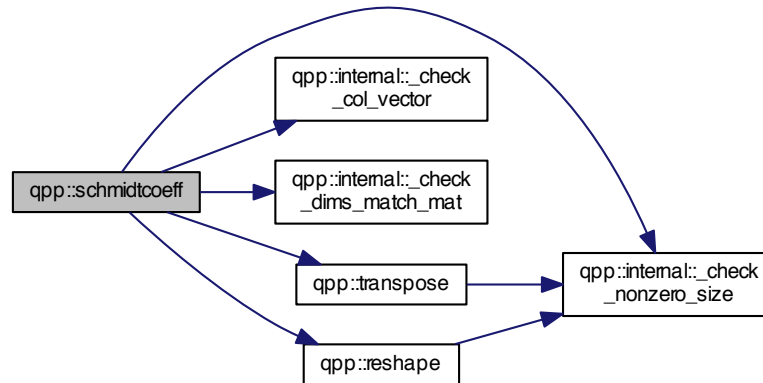 qpp::internal::_check
_col_vector
qpp::schmidtcoeff
qpp::internal::_check
_dims_match_mat
qpp::transpose
qpp::internal::_check
_nonzero_size
qpp::reshape